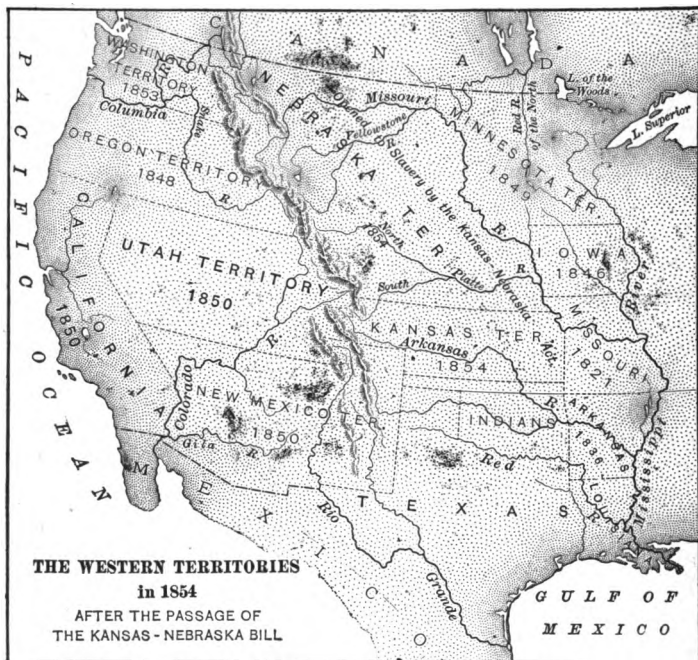 PACIFIC OCEAN
CANADA
WASHINGTON
TERRITORY
1853
Columbia
R.
Snake
R.
OREGON TERRITORY
1848
NEBRASKA TER.
1854
Opened
Slavery by the Kansas Nebraska
Act.
Missouri
R.
Yellowstone
R.
North
South
Platte
R.
MINNESOTA TER.
1849
Red R.
of the North
L. of the
Woods
L. Superior
IOWA
1846
CALIFORNIA
1850
UTAH TERRITORY
1850
KANSAS TER.
1854
Arkansas
R.
MISSOURI
1821
Mississippi
River
Colorado
R.
NEW MEXICO TER.
1850
Gila
R
INDIANS
ARKANSAS
1836
Red
R.
LOU.
TEXAS
Rio
Grande
MEXICO
GULF OF
MEXICO
THE WESTERN TERRITORIES
in 1854
AFTER THE PASSAGE OF
THE KANSAS-NEBRASKA BILL